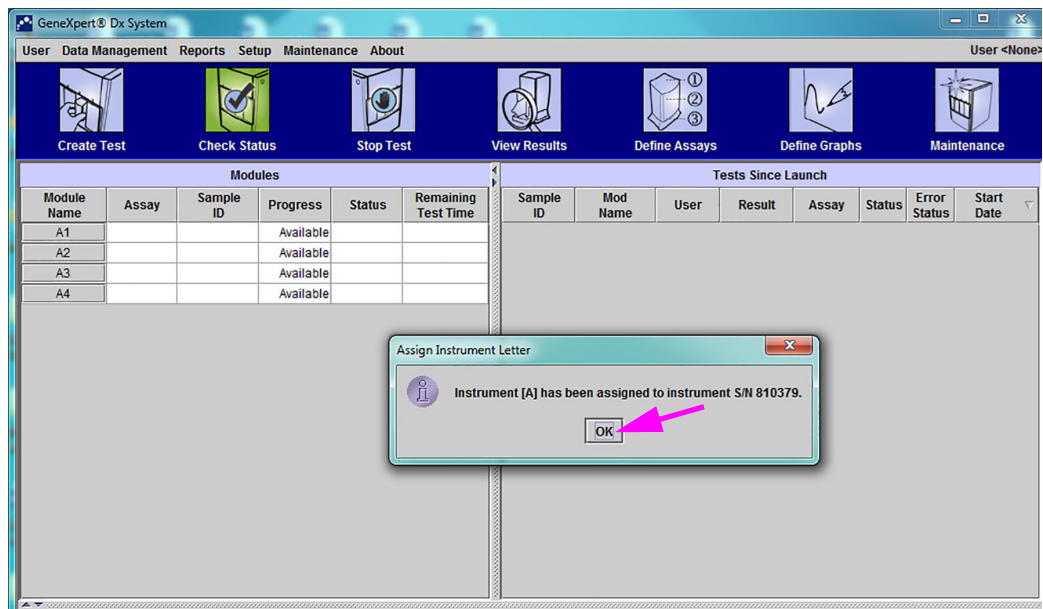 GeneXpert® Dx System
User Data Management Reports Setup Maintenance About User <None>
Create Test Check Status Stop Test View Results Define Assays Define Graphs Maintenance
Modules
Module Name Assay Sample ID Progress Status Remaining Test Time
A1 Available
A2 Available
A3 Available
A4 Available
Tests Since Launch
Sample ID Mod Name User Result Assay Status Error Status Start Date
Assign Instrument Letter
Instrument [A] has been assigned to instrument S/N 810379.
OK